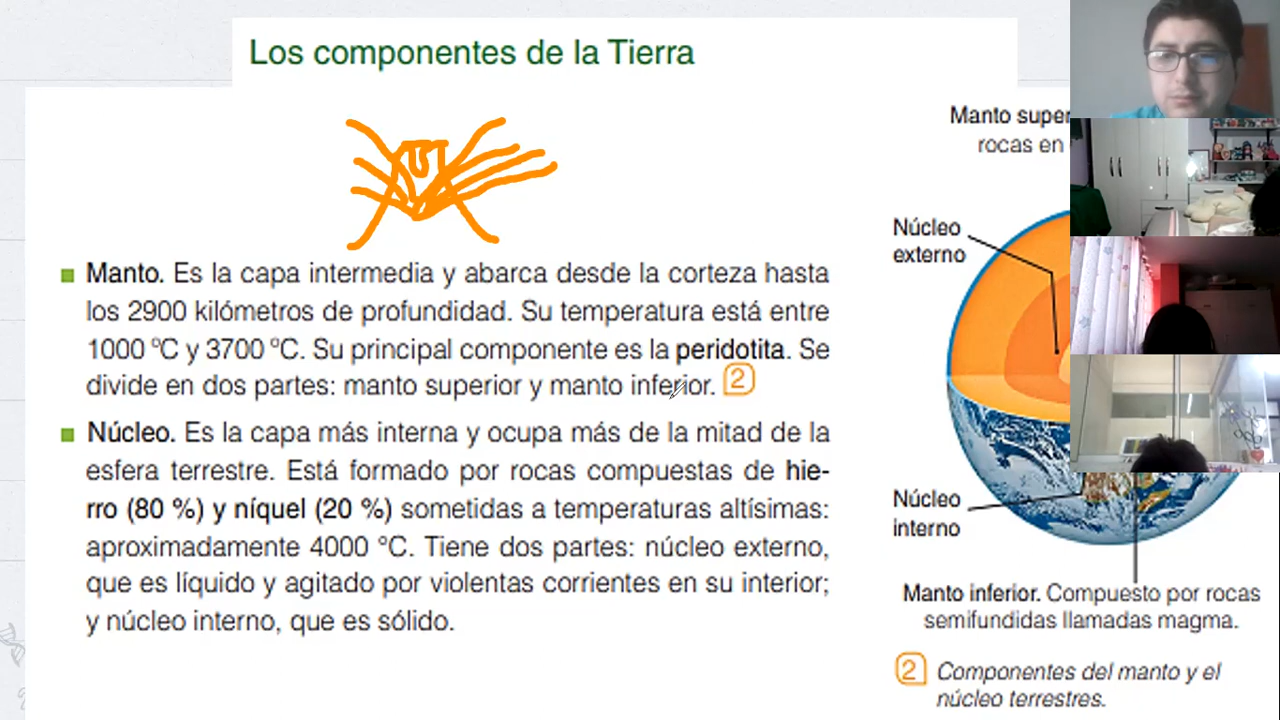 Los componentes de la Tierra
Manto. Es la capa intermedia y abarca desde la corteza hasta
los 2900 kilómetros de profundidad. Su temperatura está entre
1000 ºC y 3700 ºC. Su principal componente es la peridotita. Se
divide en dos partes: manto superior y manto inferior. 2
Núcleo. Es la capa más interna y ocupa más de la mitad de la
esfera terrestre. Está formado por rocas compuestas de hie-
rro (80 %) y níquel (20 %) sometidas a temperaturas altísimas:
aproximadamente 4000 °C. Tiene dos partes: núcleo externo,
que es líquido y agitado por violentas corrientes en su interior;
y núcleo interno, que es sólido.
Manto super
rocas en
Núcleo
externo
Núcleo
interno
Manto inferior. Compuesto por rocas
semifundidas llamadas magma.
2 Componentes del manto y el
núcleo terrestres.